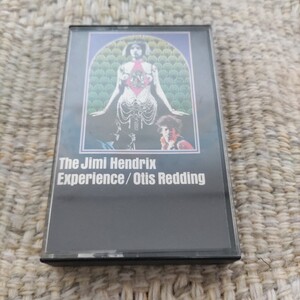 The Jimi Hendrix
Experience/Otis Redding